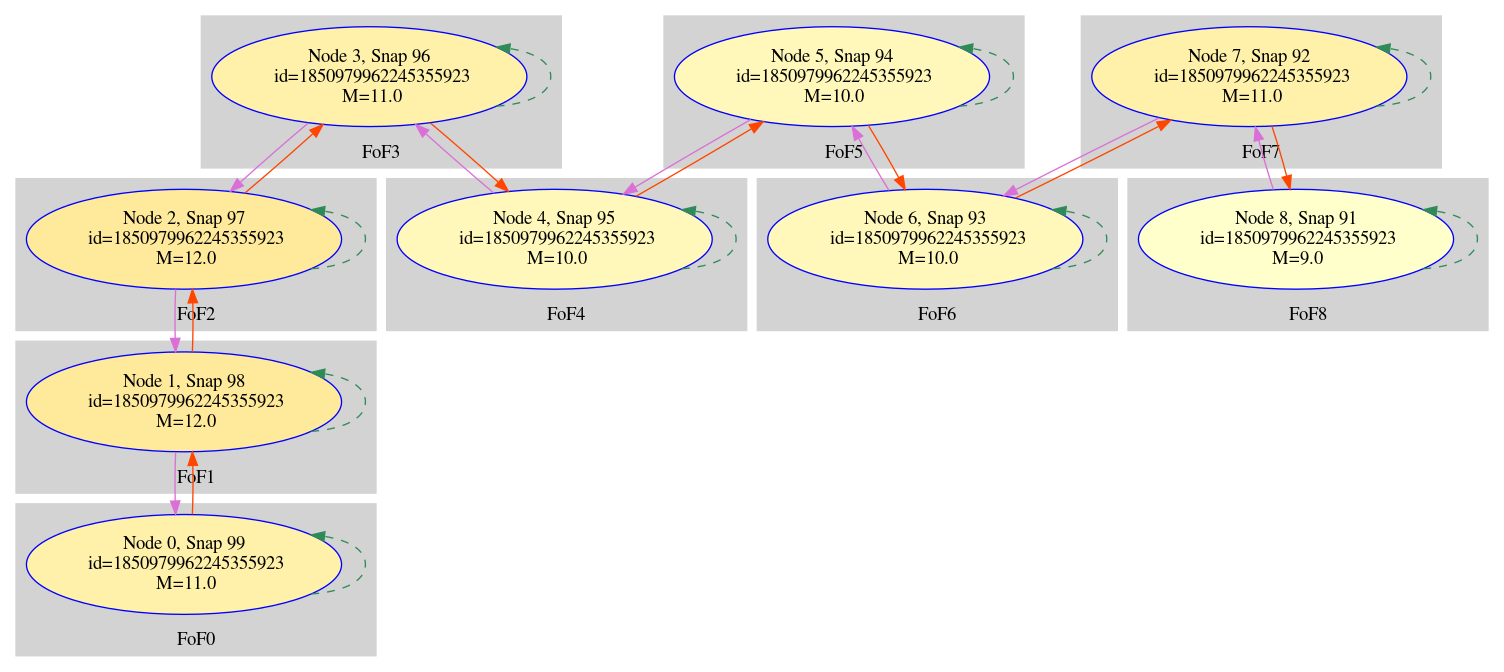 Node 3, Snap 96
id=1850979962245355923
M=11.0
FoF3
Node 5, Snap 94
id=1850979962245355923
M=10.0
FoF5
Node 7, Snap 92
id=1850979962245355923
M=11.0
FoF7
Node 2, Snap 97
id=1850979962245355923
M=12.0
FoF2
Node 4, Snap 95
id=1850979962245355923
M=10.0
FoF4
Node 6, Snap 93
id=1850979962245355923
M=10.0
FoF6
Node 8, Snap 91
id=1850979962245355923
M=9.0
FoF8
Node 1, Snap 98
id=1850979962245355923
M=12.0
FoF1
Node 0, Snap 99
id=1850979962245355923
M=11.0
FoF0